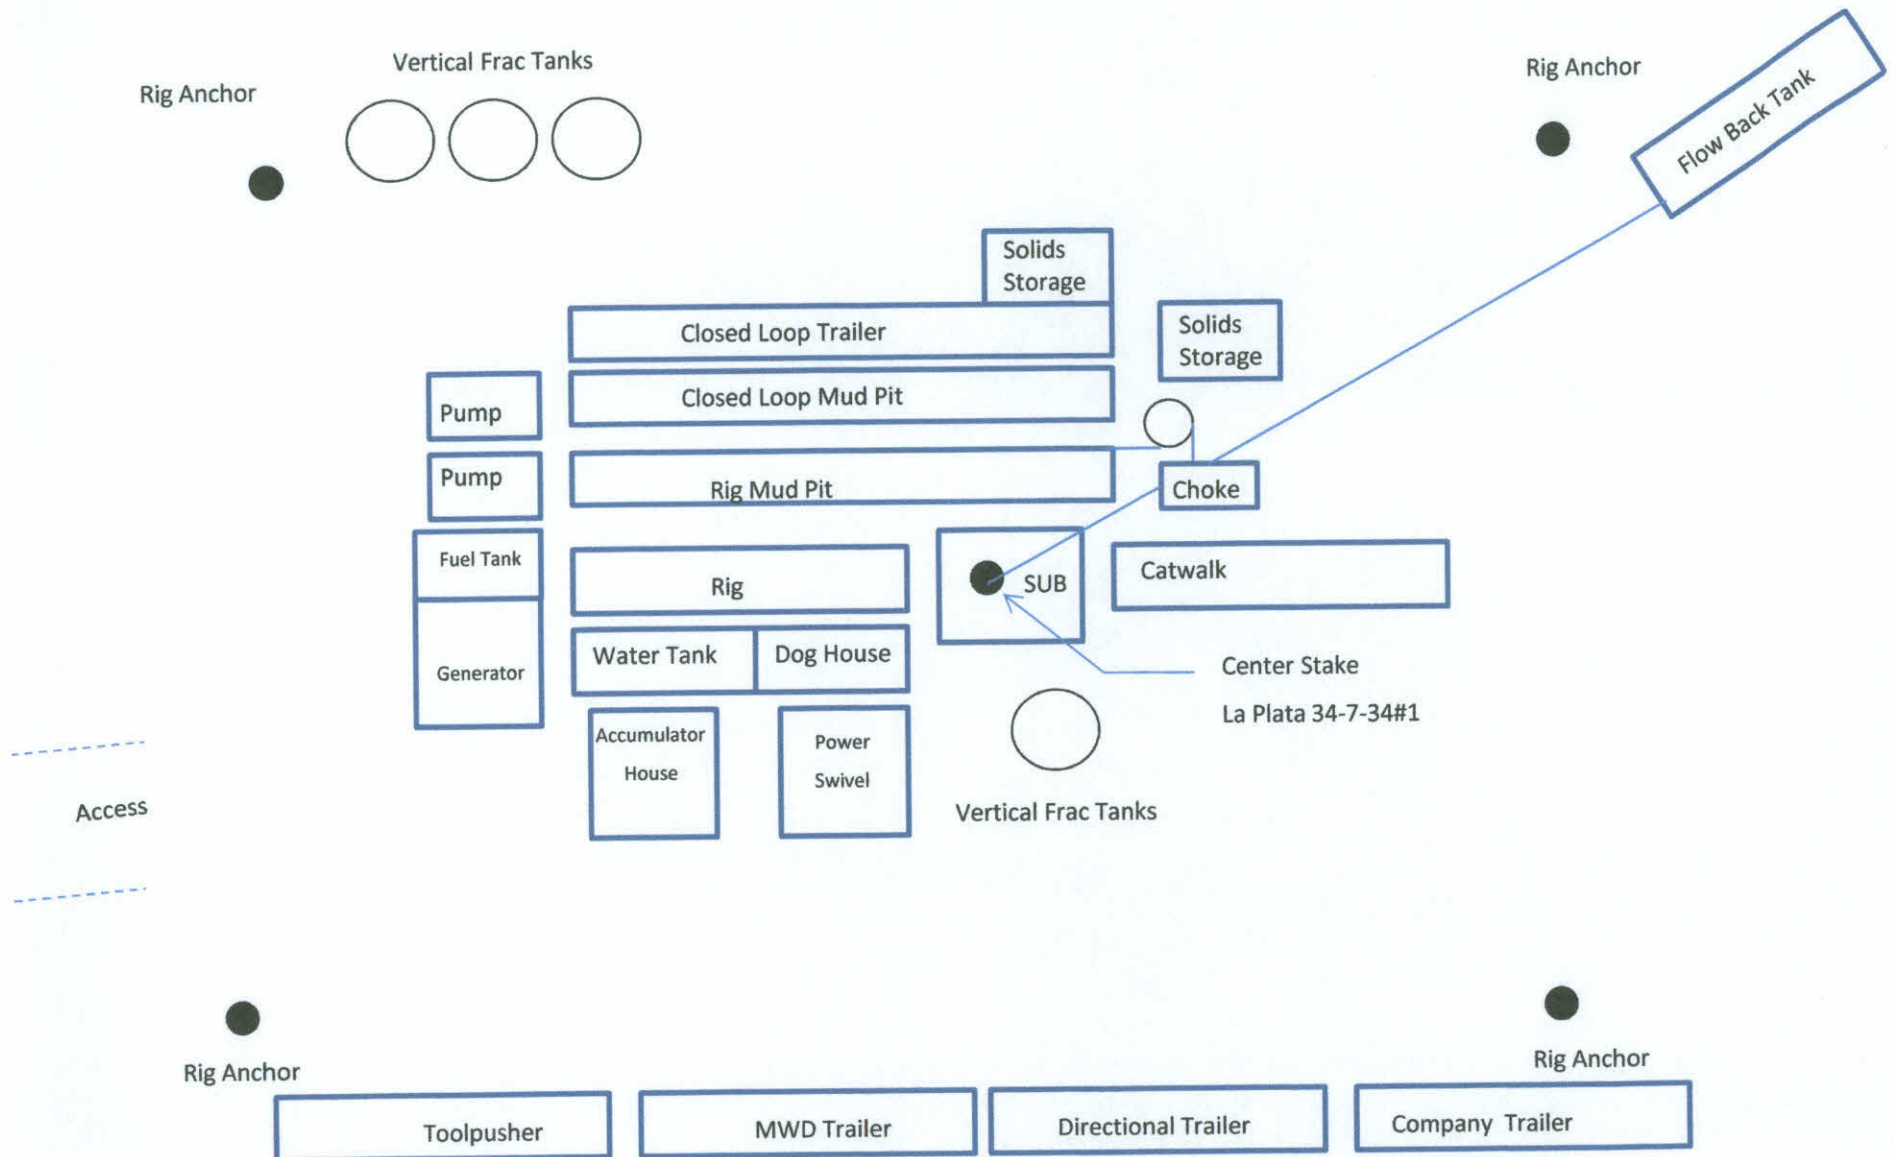 Vertical Frac Tanks
Rig Anchor
Rig Anchor
Flow Back Tank
Solids
Storage
Closed Loop Trailer
Solids
Storage
Closed Loop Mud Pit
Pump
Pump
Rig Mud Pit
Choke
Fuel Tank
Rig
SUB
Catwalk
Water Tank
Dog House
Generator
Center Stake
La Plata 34-7-34#1
Accumulator
House
Power
Swivel
Access
Vertical Frac Tanks
Rig Anchor
Rig Anchor
Toolpusher
MWD Trailer
Directional Trailer
Company Trailer